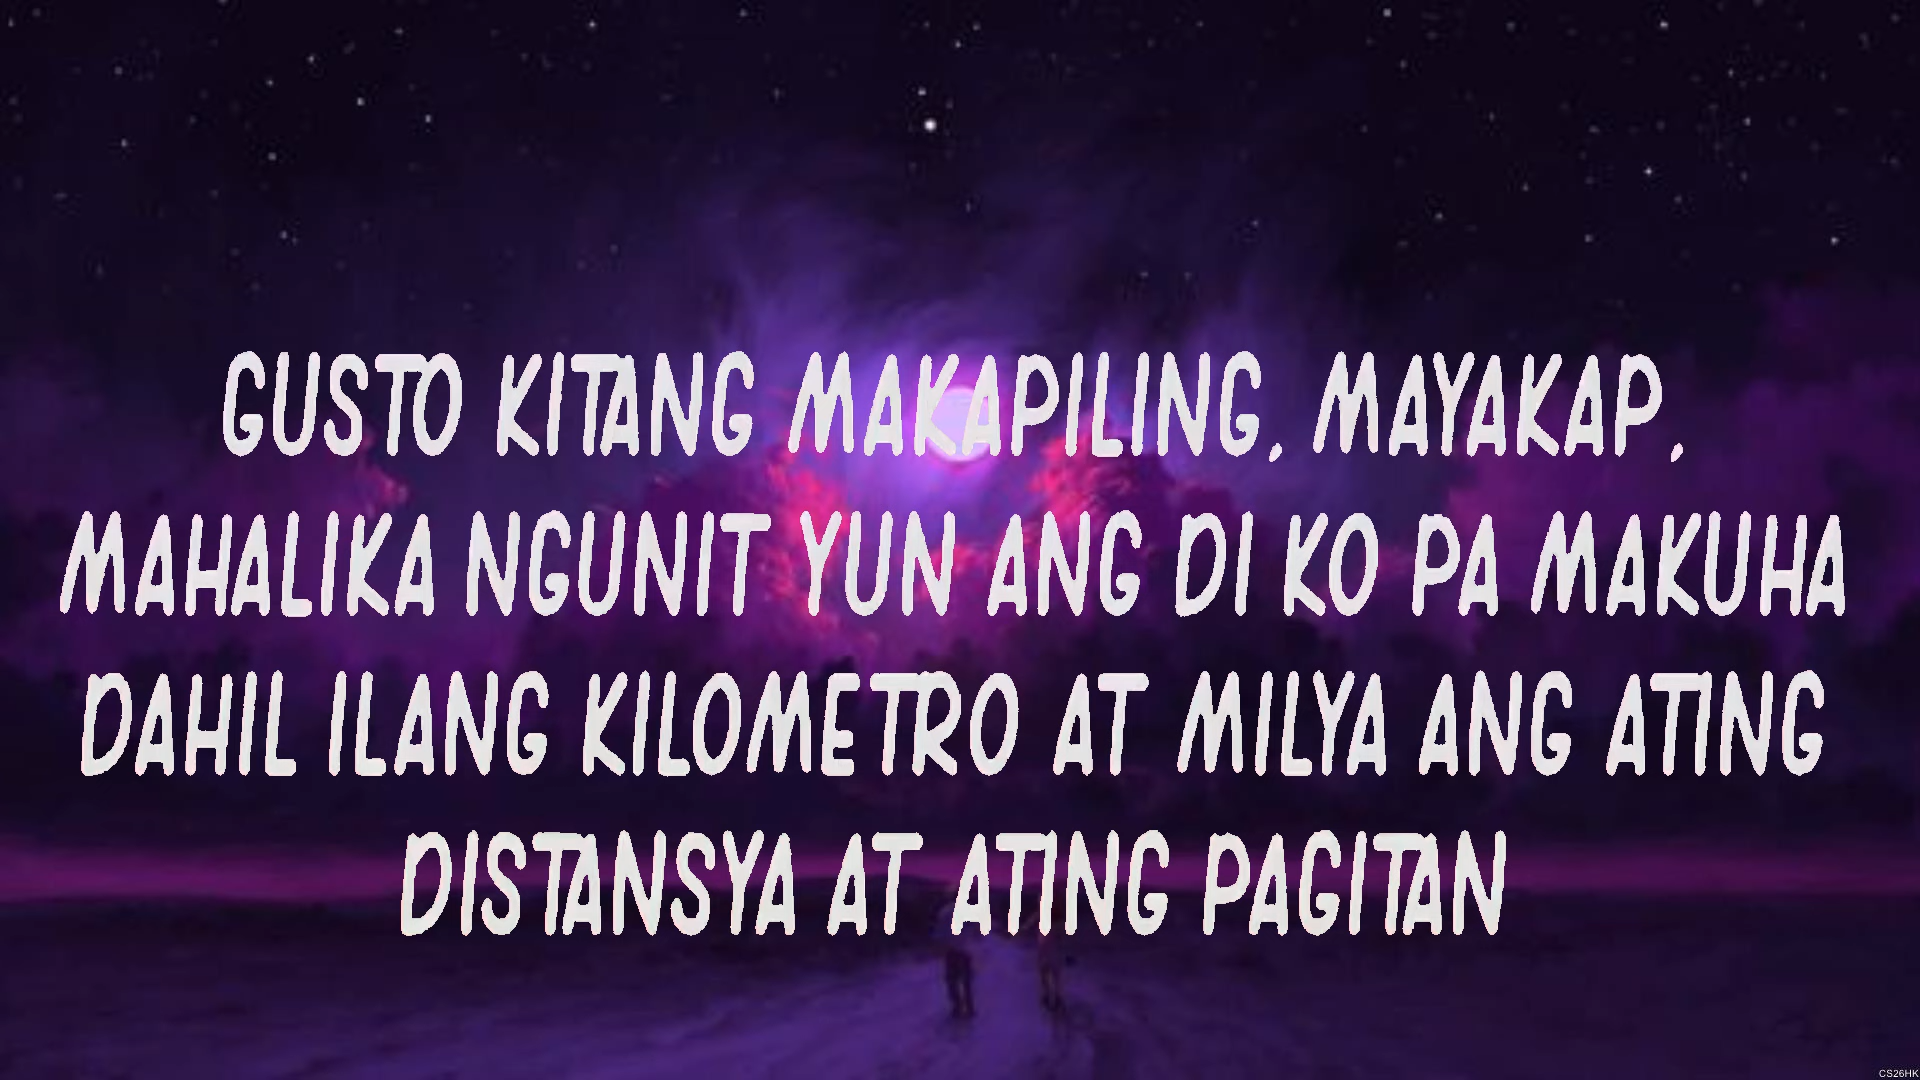 GUSTO KITANG MAKAPILING, MAYAKAP,
MAHALIKA NGUNIT YUN ANG DI KO PA MAKUHA
DAHIL ILANG KILOMETRO AT MILYA ANG ATING
DISTANSYA AT ATING PAGITAN
CS26HK